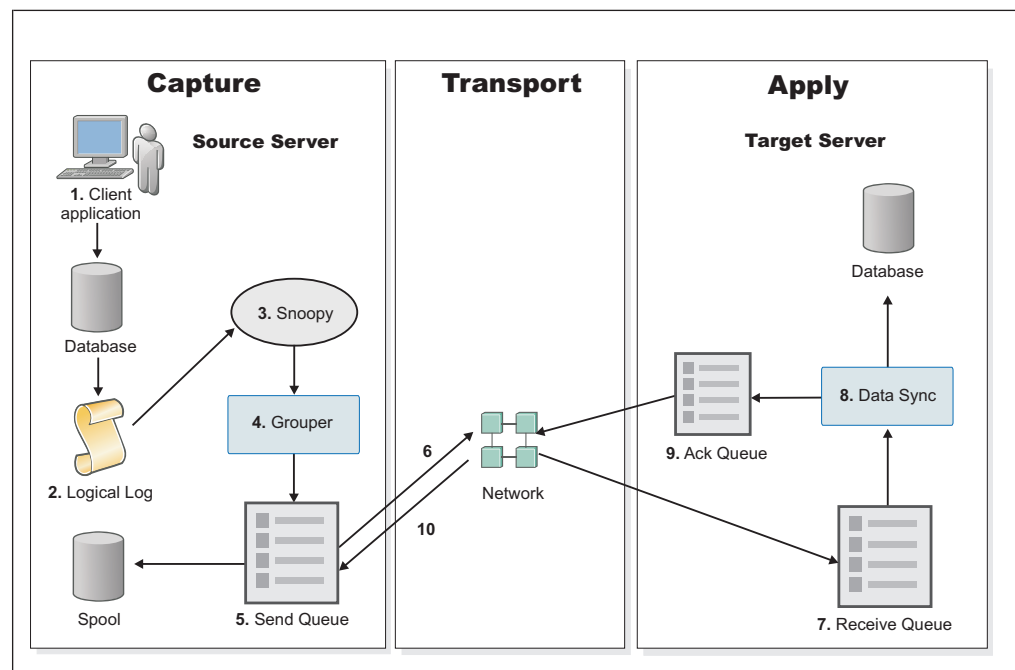 Capture
Source Server
1. Client
application
Database
2. Logical Log
3. Snoopy
4. Grouper
5. Send Queue
Spool
Transport
6
10
Network
Apply
Target Server
Database
8. Data Sync
9. Ack Queue
7. Receive Queue